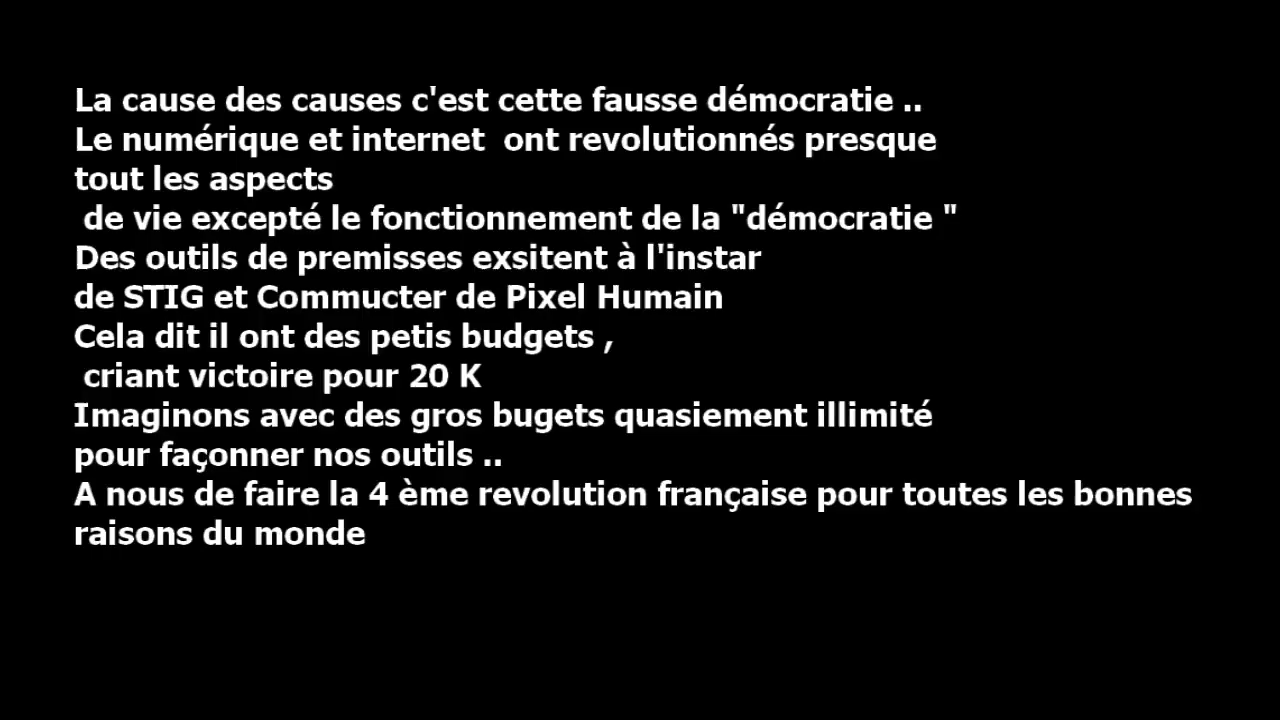 La cause des causes c'est cette fausse démocratie ..
Le numérique et internet  ont revolutionnés presque
tout les aspects
de vie excepté le fonctionnement de la "démocratie "
Des outils de premisses exsitent à l'instar
de STIG et Commucter de Pixel Humain
Cela dit il ont des petis budgets ,
criant victoire pour 20 K
Imaginons avec des gros bugets quasiement illimité
pour façonner nos outils ..
A nous de faire la 4 ème revolution française pour toutes les bonnes
raisons du monde